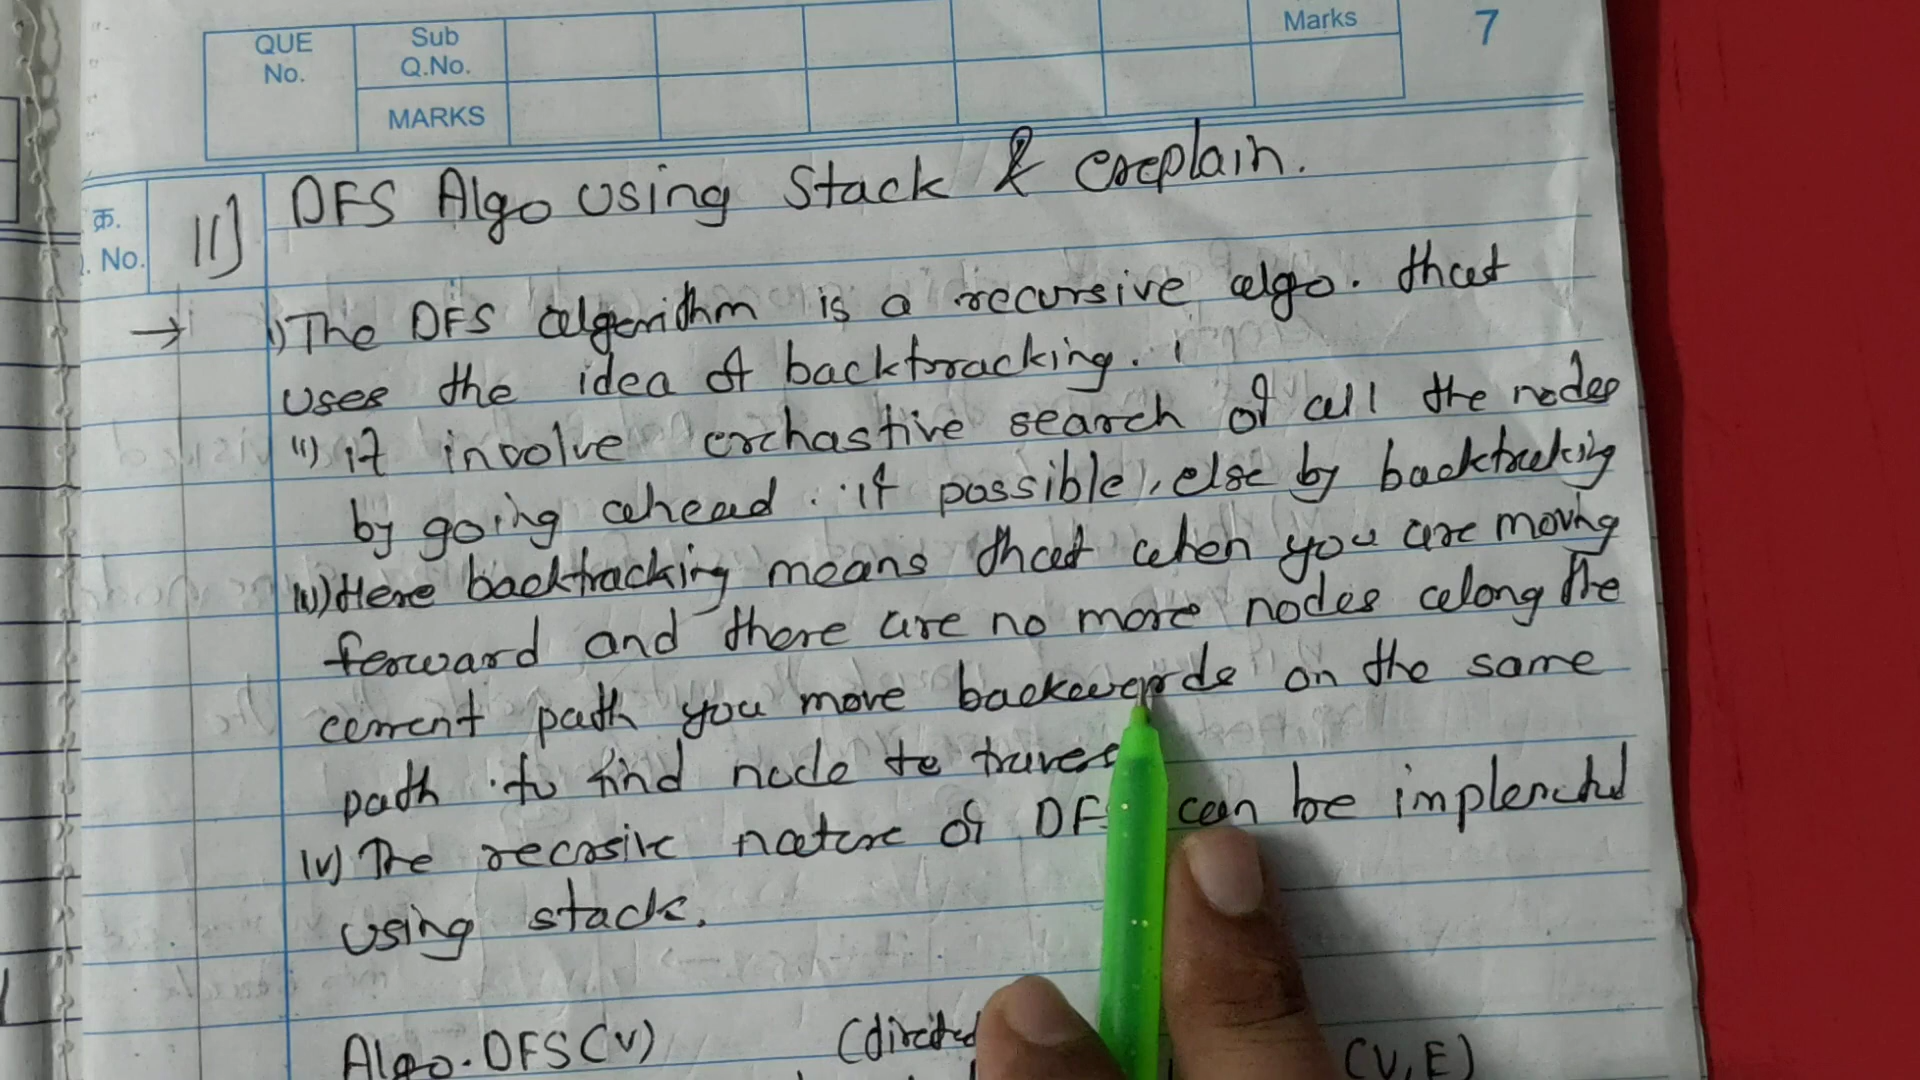 QUE No. Sub Q.No. Marks 7
MARKS
क्र. No. 11] DFS Algo using Stack & explain.
→ i) The DFS algorithm is a recursive algo. that
uses the idea of backtracking.
ii) it involve exhastive search of all the nodes
by going ahead . if possible, else by backtracking
iii) Here backtracking means that when you are moving
forward and there are no more nodes along the
current path you move backwards on the same
path to find node to
iv) The recrsive nature of DFS can be
using stack.
Algo. DFS(v) (directed (V, E)